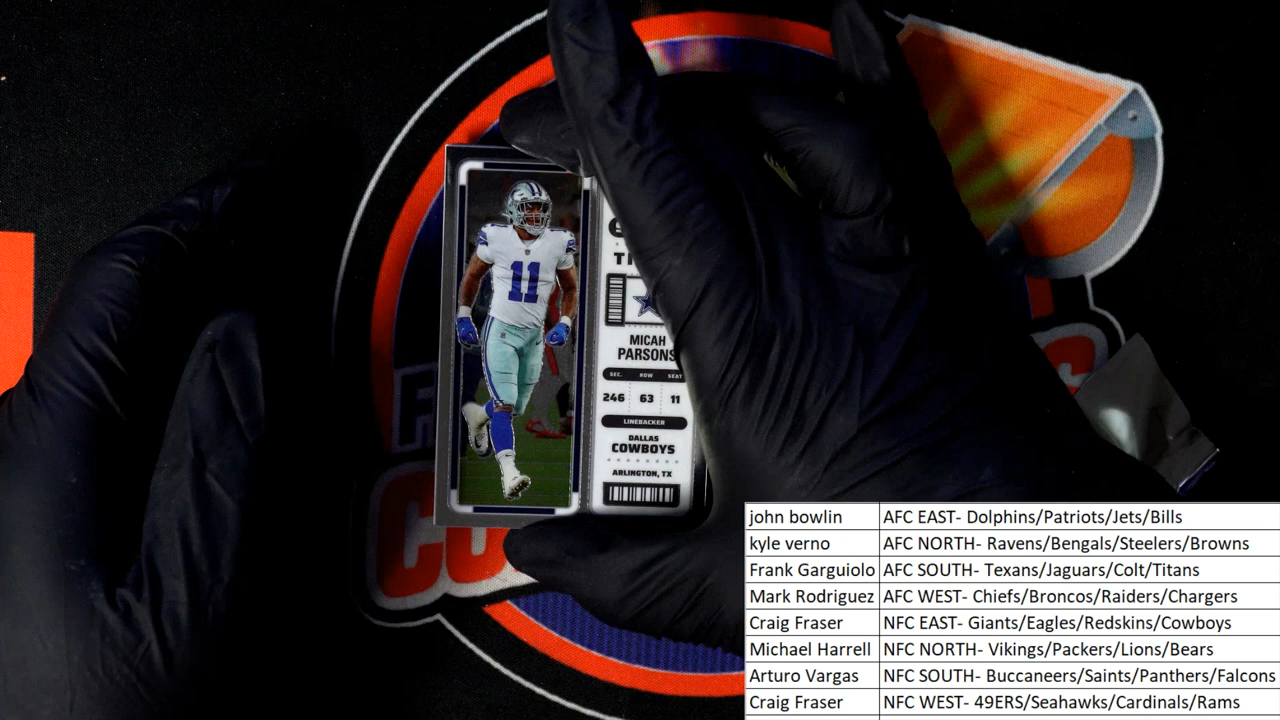 11
MICAH
PARSONS
SEC. ROW SEAT
246 63 11
LINEBACKER
DALLAS
COWBOYS
ARLINGTON, TX
john bowlin AFC EAST- Dolphins/Patriots/Jets/Bills
kyle verno AFC NORTH- Ravens/Bengals/Steelers/Browns
Frank Garguiolo AFC SOUTH- Texans/Jaguars/Colt/Titans
Mark Rodriguez AFC WEST- Chiefs/Broncos/Raiders/Chargers
Craig Fraser NFC EAST- Giants/Eagles/Redskins/Cowboys
Michael Harrell NFC NORTH- Vikings/Packers/Lions/Bears
Arturo Vargas NFC SOUTH- Buccaneers/Saints/Panthers/Falcons
Craig Fraser NFC WEST- 49ERS/Seahawks/Cardinals/Rams